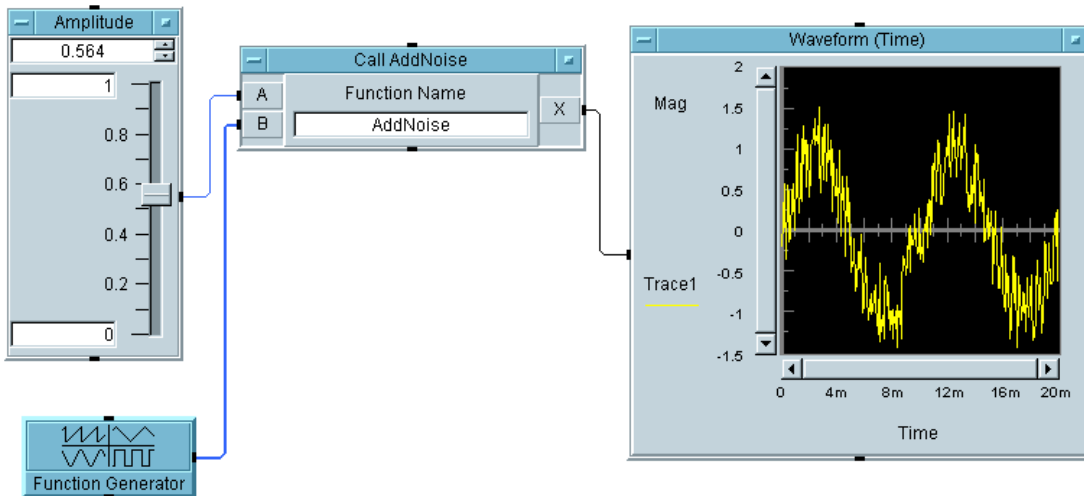 Amplitude
0.564
1
0.8
0.6
0.4
0.2
0
Call AddNoise
A
B
Function Name
AddNoise
X
Function Generator
Waveform (Time)
Mag
Trace1
2
1.5
1
0.5
0
-0.5
-1
-1.5
0 4m 8m 12m 16m 20m
Time